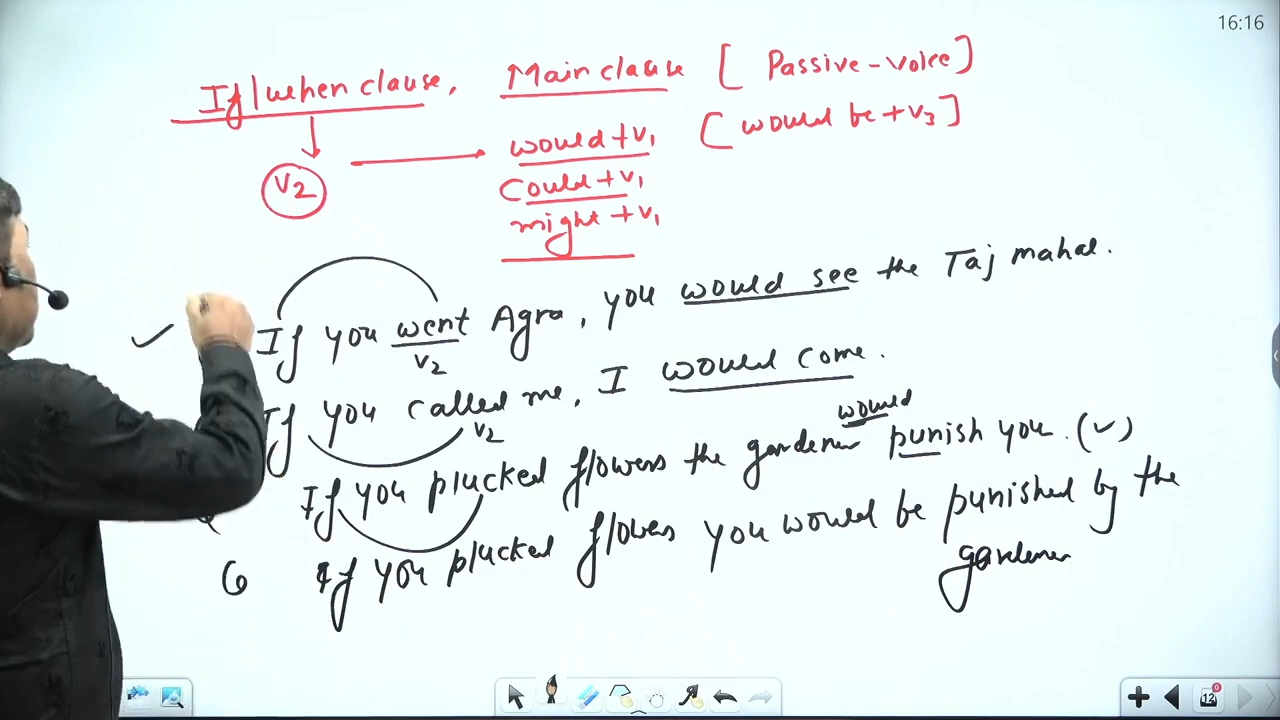 16:16
If/when clause, Main clause [ Passive-voice]
V2 would+v1 [would be+v3]
could+v1
might+v1
If you went Agra, you would see the Taj mahal.
V2
If you called me, I would come.
V2
would
If you plucked flowers the gardener punish you. (✓)
If you plucked flowers you would be punished by the
gardener
12